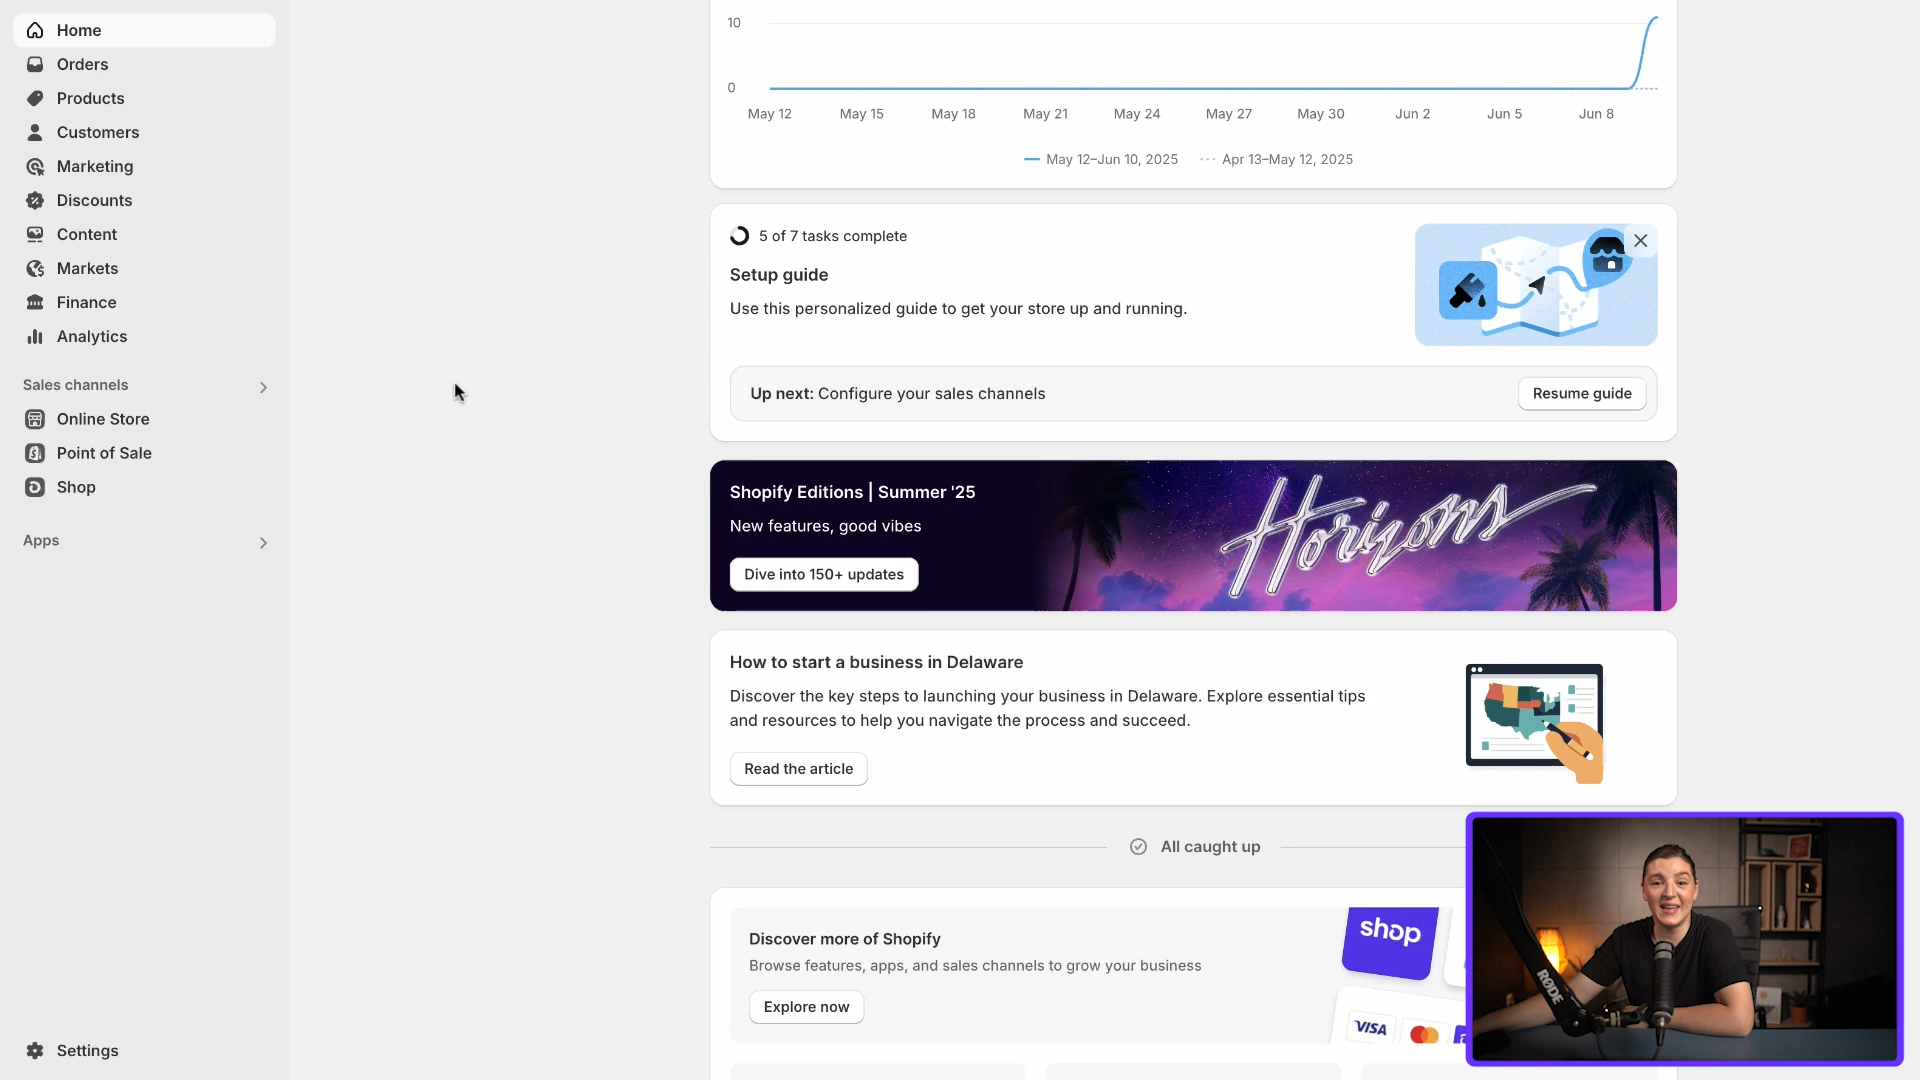 Home
Orders
Products
Customers
Marketing
Discounts
Content
Markets
Finance
Analytics
Sales channels
Online Store
Point of Sale
Shop
Apps
Settings
10
0
May 12 May 15 May 18 May 21 May 24 May 27 May 30 Jun 2 Jun 5 Jun 8
May 12–Jun 10, 2025 Apr 13–May 12, 2025
5 of 7 tasks complete
Setup guide
Use this personalized guide to get your store up and running.
Up next: Configure your sales channels
Resume guide
Shopify Editions | Summer '25
New features, good vibes
Dive into 150+ updates
Horizons
How to start a business in Delaware
Discover the key steps to launching your business in Delaware. Explore essential tips
and resources to help you navigate the process and succeed.
Read the article
All caught up
Discover more of Shopify
Browse features, apps, and sales channels to grow your business
Explore now
shop
VISA
RØDE